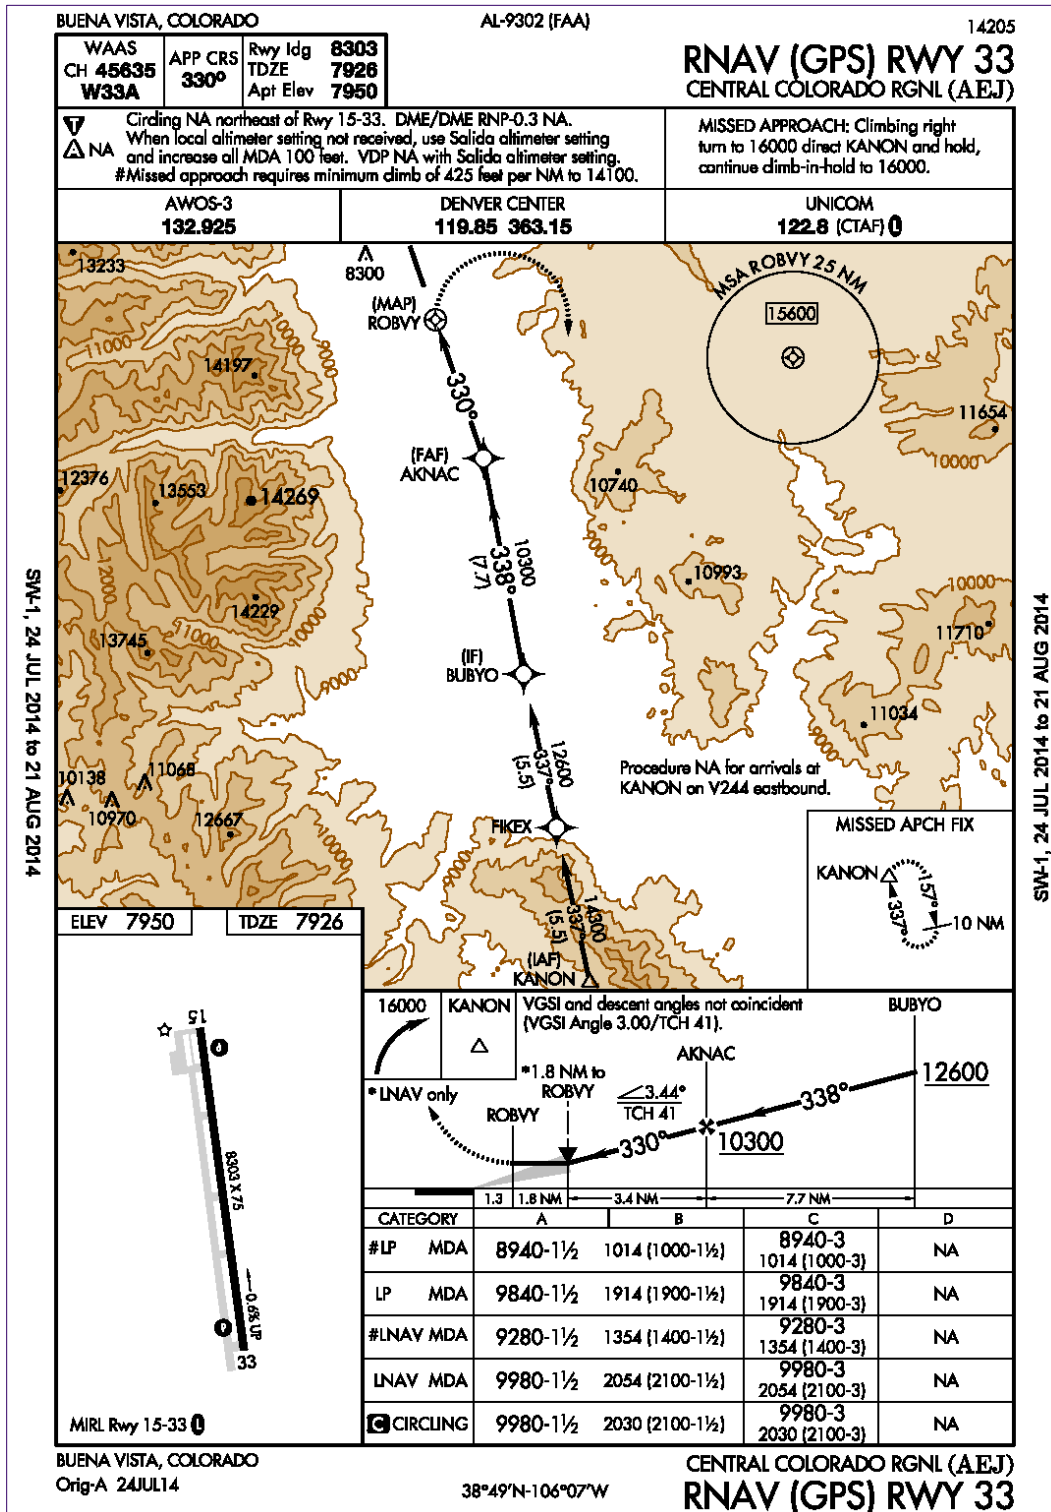 BUENA VISTA, COLORADO
AL-9302 (FAA)
14205
WAAS
CH 45635
W33A
APP CRS
330°
Rwy ldg 8303
TDZE 7926
Apt Elev 7950
RNAV (GPS) RWY 33
CENTRAL COLORADO RGNL (AEJ)
T
A NA
Circling NA northeast of Rwy 15-33. DME/DME RNP-0.3 NA.
When local altimeter setting not received, use Salida altimeter setting
and increase all MDA 100 feet. VDP NA with Salida altimeter setting.
#Missed approach requires minimum climb of 425 feet per NM to 14100.
MISSED APPROACH: Climbing right
turn to 16000 direct KANON and hold,
continue climb-in-hold to 16000.
AWOS-3
132.925
DENVER CENTER
119.85 363.15
UNICOM
122.8 (CTAF) L
13233
8300
10000
9000
11000
(MAP)
ROBVY
MSA ROBVY 25 NM
15600
14197
330°
11654
10000
(FAF)
AKNAC
12376
13553
14269
10740
10300
338°
(7.7)
9000
10000
12000
14229
11000
10000
10993
10000
13745
11710
(IF)
BUBYO
9000
11034
9000
12600
337°
(5.5)
Procedure NA for arrivals at
KANON on V244 eastbound.
10138
11068
10970
12667
FIKEX
MISSED APCH FIX
KANON
157°
337°
10 NM
14300
337°
(5.5)
(IAF)
KANON
ELEV 7950
TDZE 7926
15
8303 X 75
0.6% UP
33
MIRL Rwy 15-33 L
16000
KANON
VGSI and descent angles not coincident
(VGSI Angle 3.00/TCH 41).
BUBYO
AKNAC
*1.8 NM to
ROBVY
*LNAV only
ROBVY
3.44°
TCH 41
338°
12600
330°
10300
1.3
1.8 NM
3.4 NM
7.7 NM
CATEGORY A B C D
#LP MDA 8940-1½ 1014 (1000-1½) 8940-3 1014 (1000-3) NA
LP MDA 9840-1½ 1914 (1900-1½) 9840-3 1914 (1900-3) NA
#LNAV MDA 9280-1½ 1354 (1400-1½) 9280-3 1354 (1400-3) NA
LNAV MDA 9980-1½ 2054 (2100-1½) 9980-3 2054 (2100-3) NA
C CIRCLING 9980-1½ 2030 (2100-1½) 9980-3 2030 (2100-3) NA
BUENA VISTA, COLORADO
Orig-A 24JUL14
38°49'N-106°07'W
CENTRAL COLORADO RGNL (AEJ)
RNAV (GPS) RWY 33
SW-1, 24 JUL 2014 to 21 AUG 2014
SW-1, 24 JUL 2014 to 21 AUG 2014